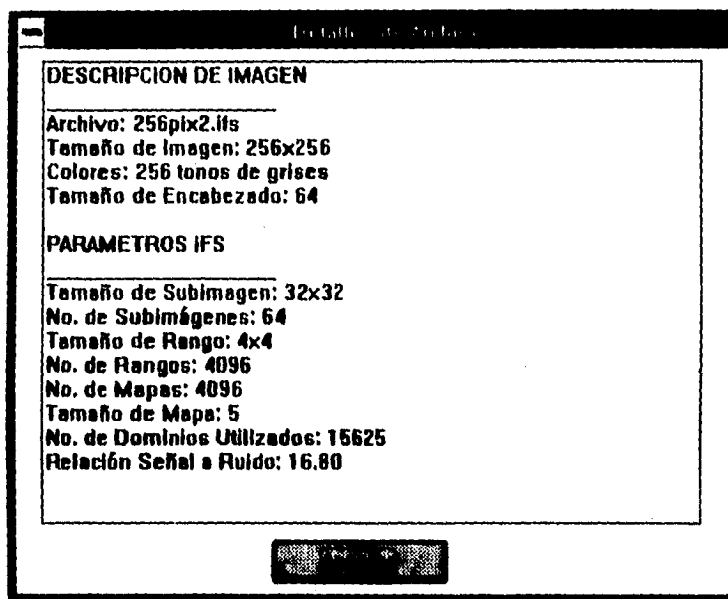 DESCRIPCION DE IMAGEN
Archivo: 256pix2.ifs
Tamaño de Imagen: 256x256
Colores: 256 tonos de grises
Tamaño de Encabezado: 64
PARAMETROS IFS
Tamaño de Subimagen: 32x32
No. de Subimágenes: 64
Tamaño de Rango: 4x4
No. de Rangos: 4096
No. de Mapas: 4096
Tamaño de Mapa: 5
No. de Dominios Utilizados: 15625
Relación Señal a Ruido: 16.80